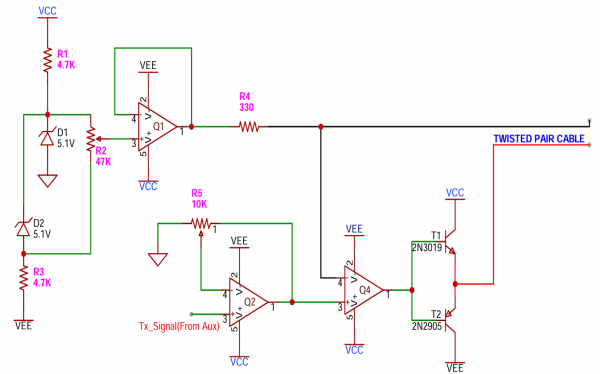 VCC
R1
4.7K
VEE
2
4
Q1
1
3
5
VCC
R4
330
D1
5.1V
R2
47K
TWISTED PAIR CABLE
R5
10K
1
VCC
D2
5.1V
VEE
VEE
T1
2N3019
2
2
R3
4.7K
4
4
Q2
1
Q4
1
3
3
Tx_Signal(From Aux)
5
5
T2
2N2905
VEE
VCC
VCC
VEE